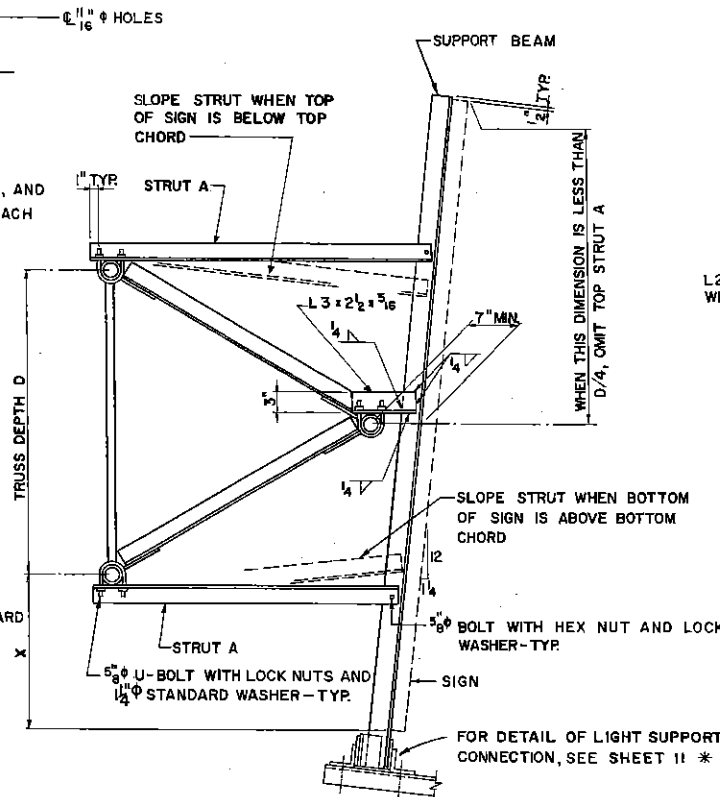 ℄ 11/16" ϕ HOLES
SUPPORT BEAM
1/2" TYP.
SLOPE STRUT WHEN TOP
OF SIGN IS BELOW TOP
CHORD
, AND
ACH
1" TYP.
STRUT A
WHEN THIS DIMENSION IS LESS THAN
D/4, OMIT TOP STRUT A
L2
WI
L 3 x 2 1/2 x 5/16
7" MIN.
1/4
1/4
3"
TRUSS DEPTH D
1/4
SLOPE STRUT WHEN BOTTOM
OF SIGN IS ABOVE BOTTOM
CHORD
12
1 1/4
ARD
X
STRUT A
5/8" ϕ BOLT WITH HEX NUT AND LOCK
WASHER-TYP.
5/8" ϕ U-BOLT WITH LOCK NUTS AND
1 1/4" ϕ STANDARD WASHER-TYP.
SIGN
FOR DETAIL OF LIGHT SUPPORT
CONNECTION, SEE SHEET 11 *